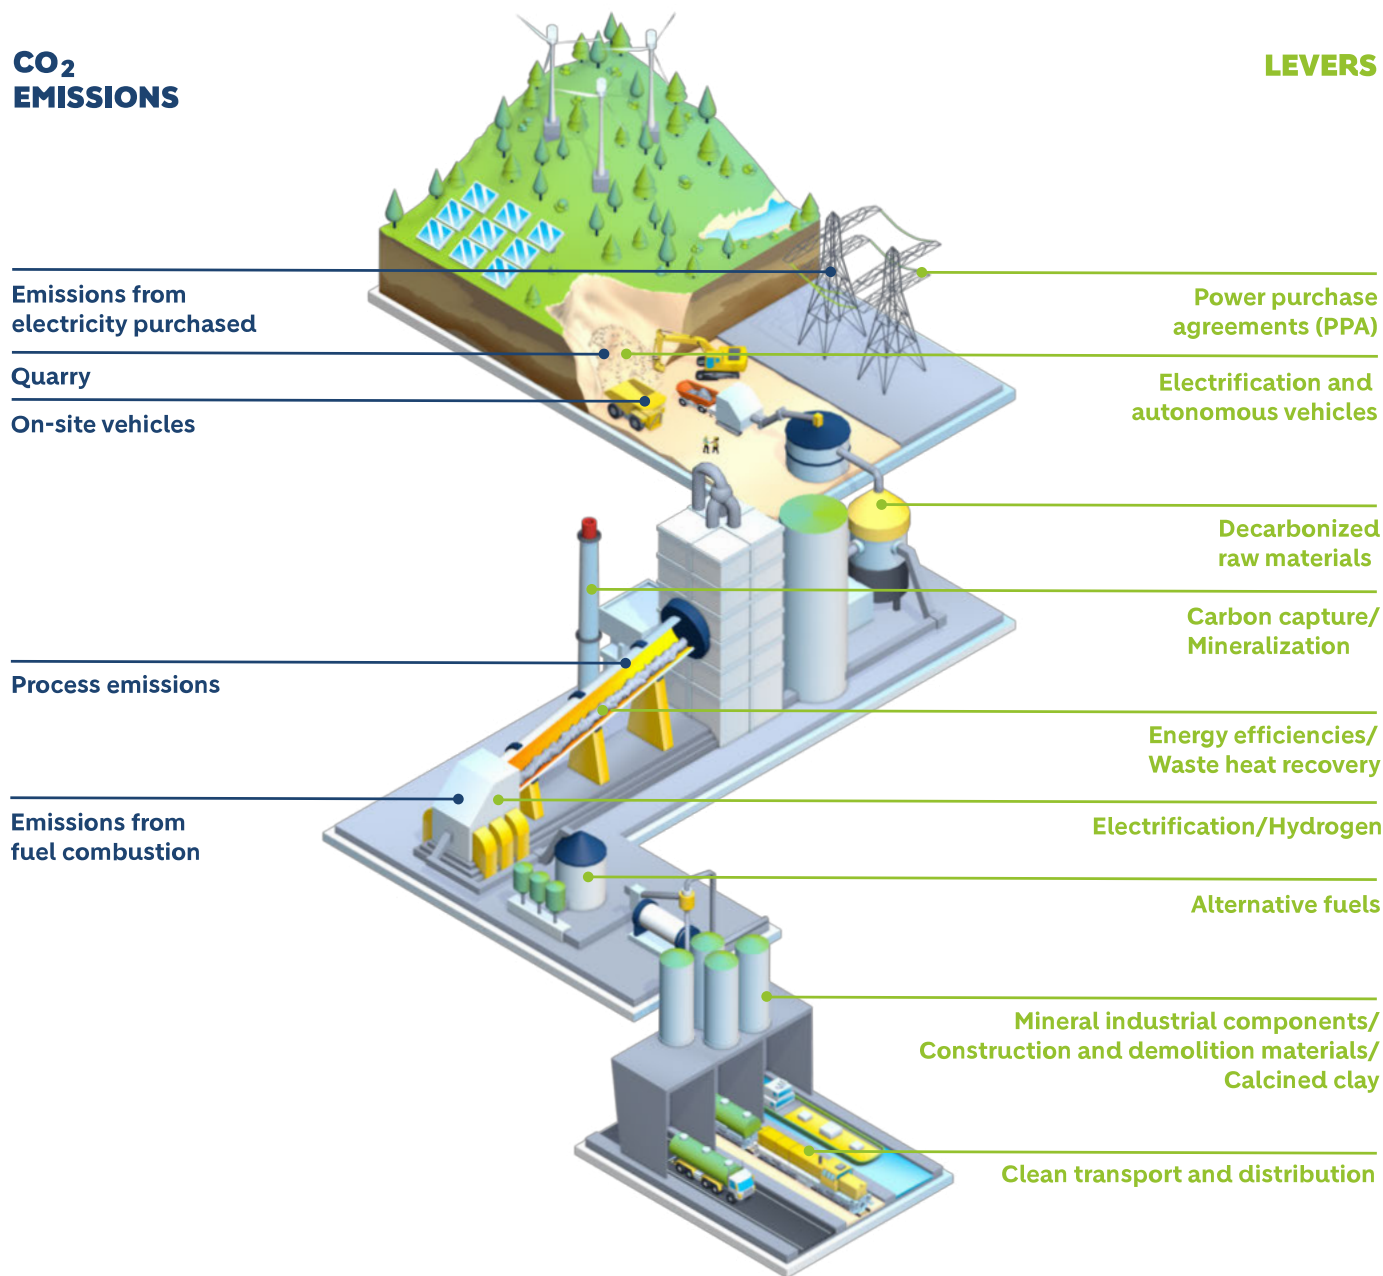 CO₂
EMISSIONS
Emissions from
electricity purchased
Quarry
On-site vehicles
Process emissions
Emissions from
fuel combustion
LEVERS
Power purchase
agreements (PPA)
Electrification and
autonomous vehicles
Decarbonized
raw materials
Carbon capture/
Mineralization
Energy efficiencies/
Waste heat recovery
Electrification/Hydrogen
Alternative fuels
Mineral industrial components/
Construction and demolition materials/
Calcined clay
Clean transport and distribution